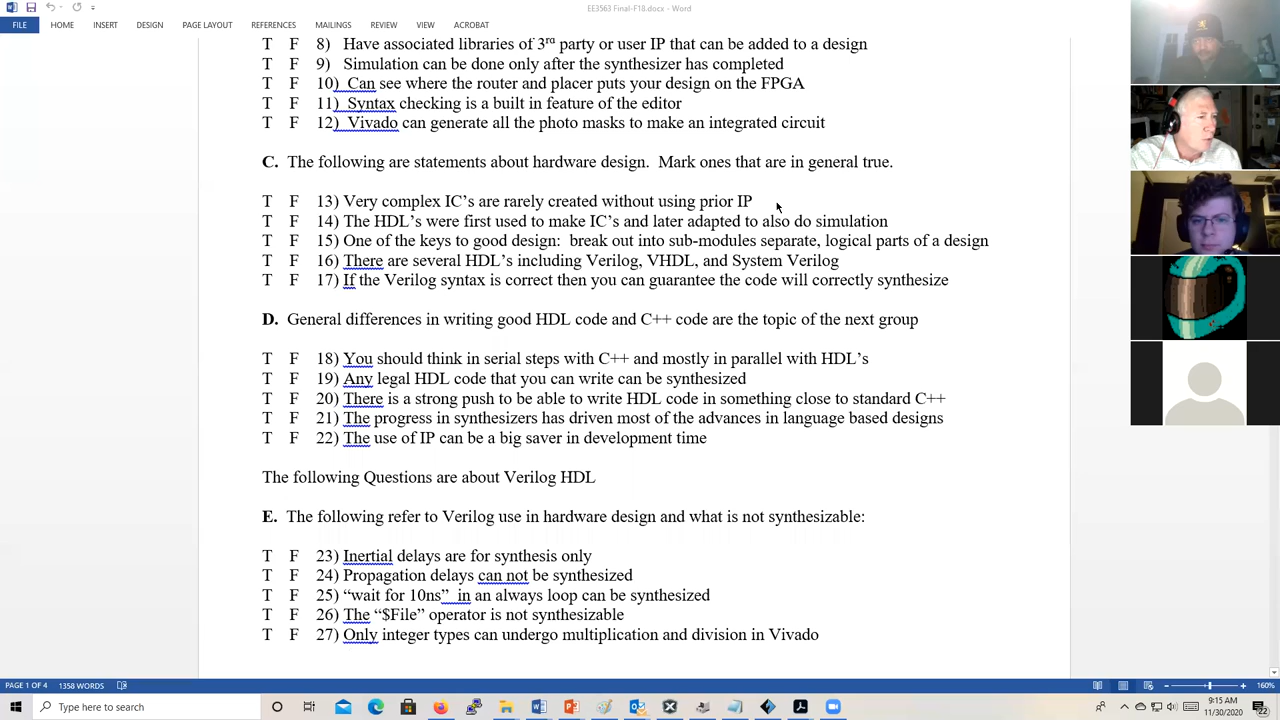 EE3563 Final-F18.docx - Word
FILE HOME INSERT DESIGN PAGE LAYOUT REFERENCES MAILINGS REVIEW VIEW ACROBAT
T F 8) Have associated libraries of 3rd party or user IP that can be added to a design
T F 9) Simulation can be done only after the synthesizer has completed
T F 10) Can see where the router and placer puts your design on the FPGA
T F 11) Syntax checking is a built in feature of the editor
T F 12) Vivado can generate all the photo masks to make an integrated circuit
C. The following are statements about hardware design. Mark ones that are in general true.
T F 13) Very complex IC's are rarely created without using prior IP
T F 14) The HDL's were first used to make IC's and later adapted to also do simulation
T F 15) One of the keys to good design: break out into sub-modules separate, logical parts of a design
T F 16) There are several HDL's including Verilog, VHDL, and System Verilog
T F 17) If the Verilog syntax is correct then you can guarantee the code will correctly synthesize
D. General differences in writing good HDL code and C++ code are the topic of the next group
T F 18) You should think in serial steps with C++ and mostly in parallel with HDL's
T F 19) Any legal HDL code that you can write can be synthesized
T F 20) There is a strong push to be able to write HDL code in something close to standard C++
T F 21) The progress in synthesizers has driven most of the advances in language based designs
T F 22) The use of IP can be a big saver in development time
The following Questions are about Verilog HDL
E. The following refer to Verilog use in hardware design and what is not synthesizable:
T F 23) Inertial delays are for synthesis only
T F 24) Propagation delays can not be synthesized
T F 25) “wait for 10ns” in an always loop can be synthesized
T F 26) The “$File” operator is not synthesizable
T F 27) Only integer types can undergo multiplication and division in Vivado
PAGE 1 OF 4 1358 WORDS 160%
Type here to search 9:15 AM
11/30/2020 22